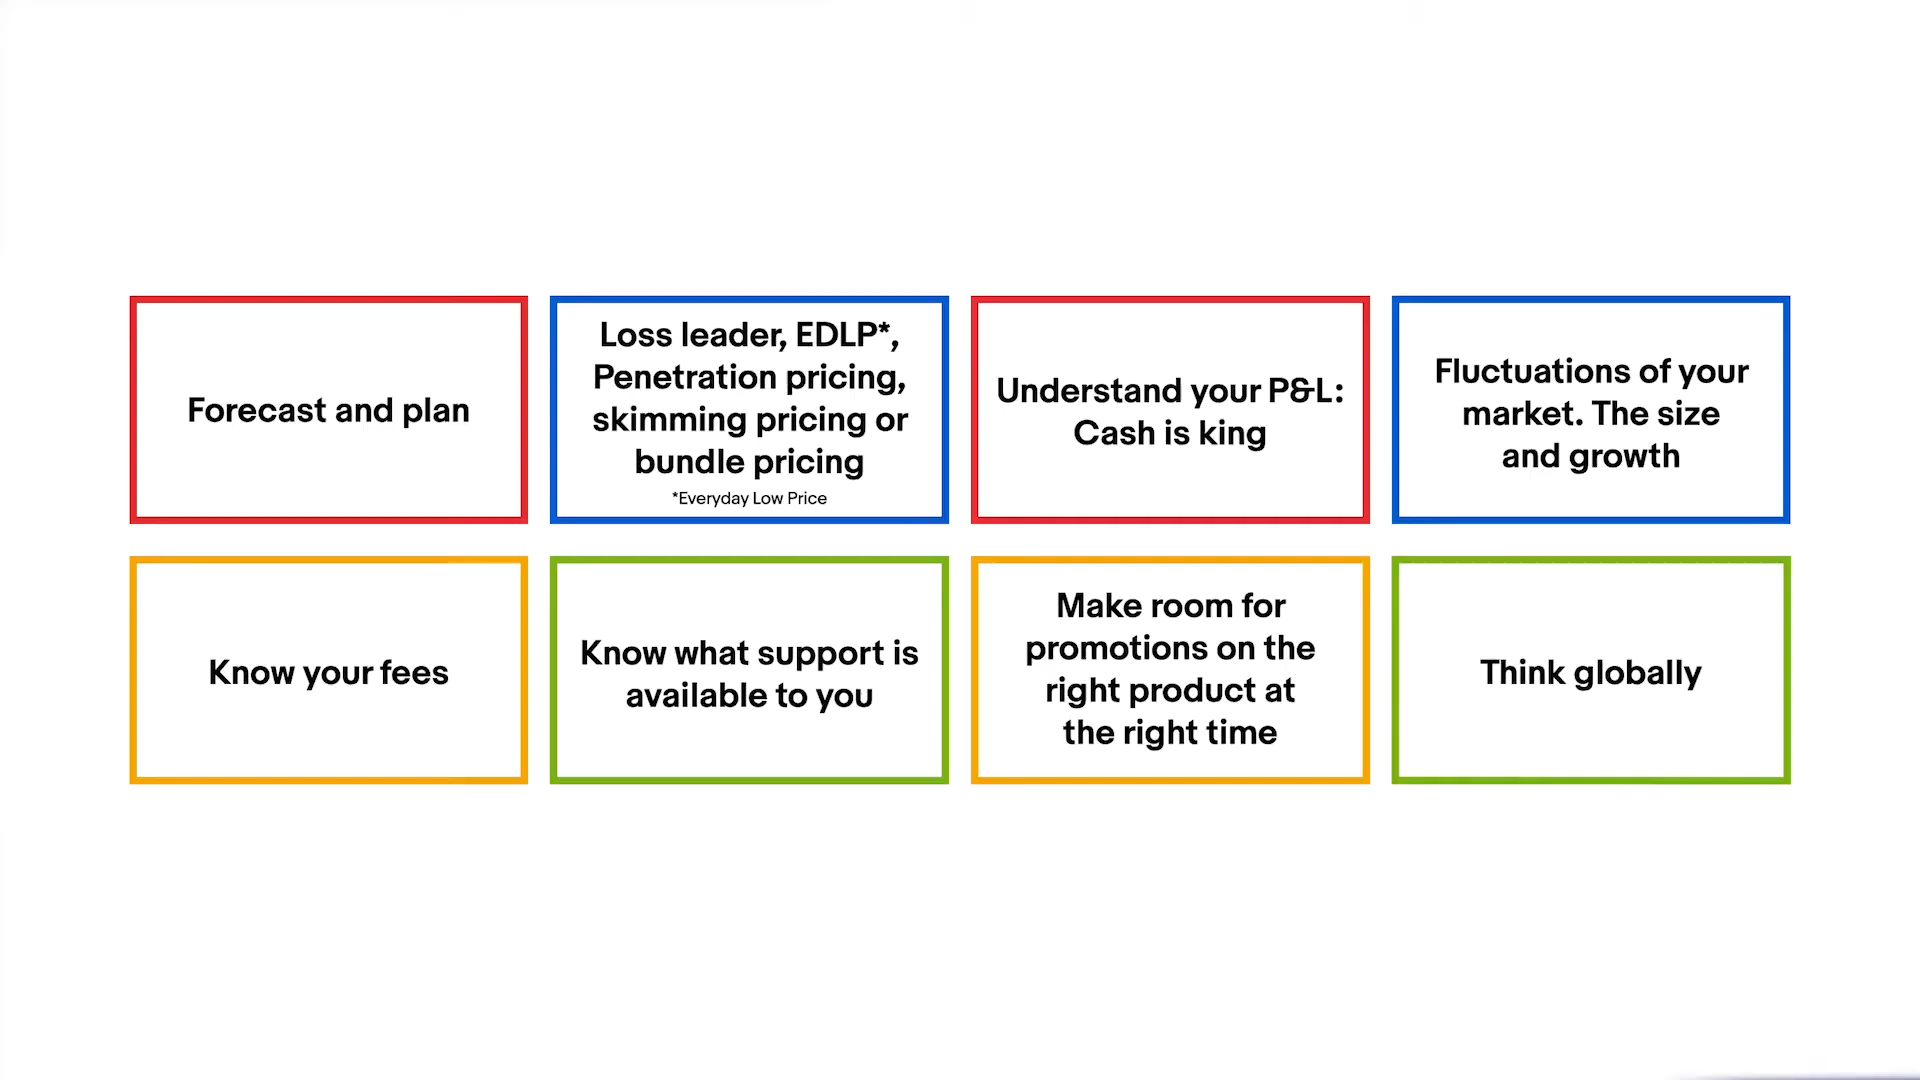 Forecast and plan
Loss leader, EDLP*,
Penetration pricing,
skimming pricing or
bundle pricing
*Everyday Low Price
Understand your P&L:
Cash is king
Fluctuations of your
market. The size
and growth
Know your fees
Know what support is
available to you
Make room for
promotions on the
right product at
the right time
Think globally